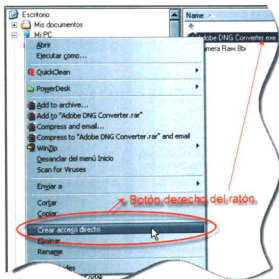 Escritorio
Mis documentos
Mi PC
Name
Adobe DNG Converter.exe
Camera Raw.8bi
Abrir
Ejecutar como...
QuickClean
PowerDesk
Add to archive...
Add to "Adobe DNG Converter.rar"
Compress and email...
Compress to "Adobe DNG Converter.rar" and email
WinZip
Desanclar del menú Inicio
Scan for Viruses
Enviar a
Cortar
Botón derecho del ratón
Copiar
Crear acceso directo
Eliminar
Rename